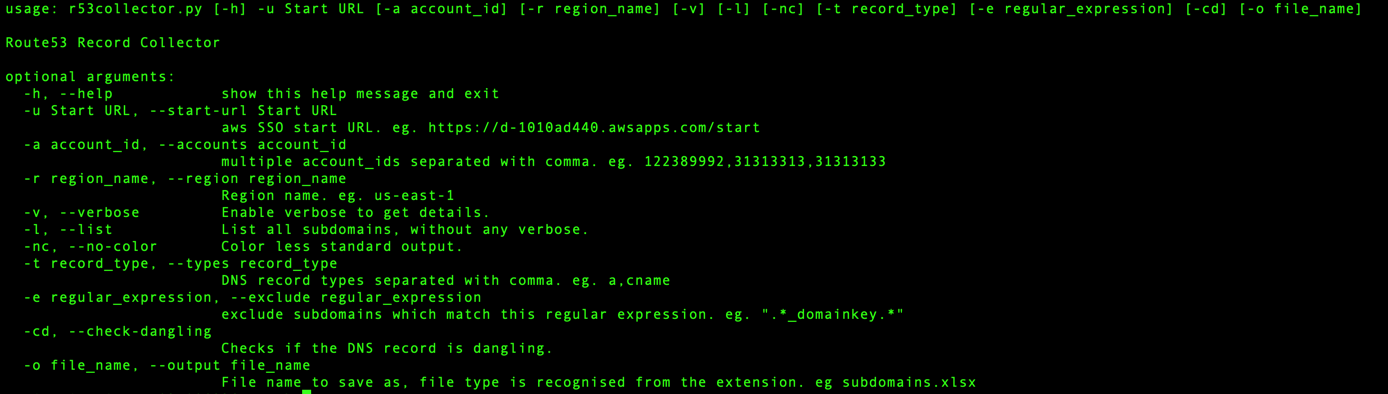 usage: r53collector.py [-h] -u Start URL [-a account_id] [-r region_name] [-v] [-l] [-nc] [-t record_type] [-e regular_expression] [-cd] [-o file_name]
Route53 Record Collector
optional arguments:
-h, --help show this help message and exit
-u Start URL, --start-url Start URL
aws SSO start URL. eg. https://d-1010ad440.awsapps.com/start
-a account_id, --accounts account_id
multiple account_ids separated with comma. eg. 122389992,31313313,31313133
-r region_name, --region region_name
Region name. eg. us-east-1
-v, --verbose Enable verbose to get details.
-l, --list List all subdomains, without any verbose.
-nc, --no-color Color less standard output.
-t record_type, --types record_type
DNS record types separated with comma. eg. a,cname
-e regular_expression, --exclude regular_expression
exclude subdomains which match this regular expression. eg. ".*_domainkey.*"
-cd, --check-dangling
Checks if the DNS record is dangling.
-o file_name, --output file_name
File name to save as, file type is recognised from the extension. eg subdomains.xlsx